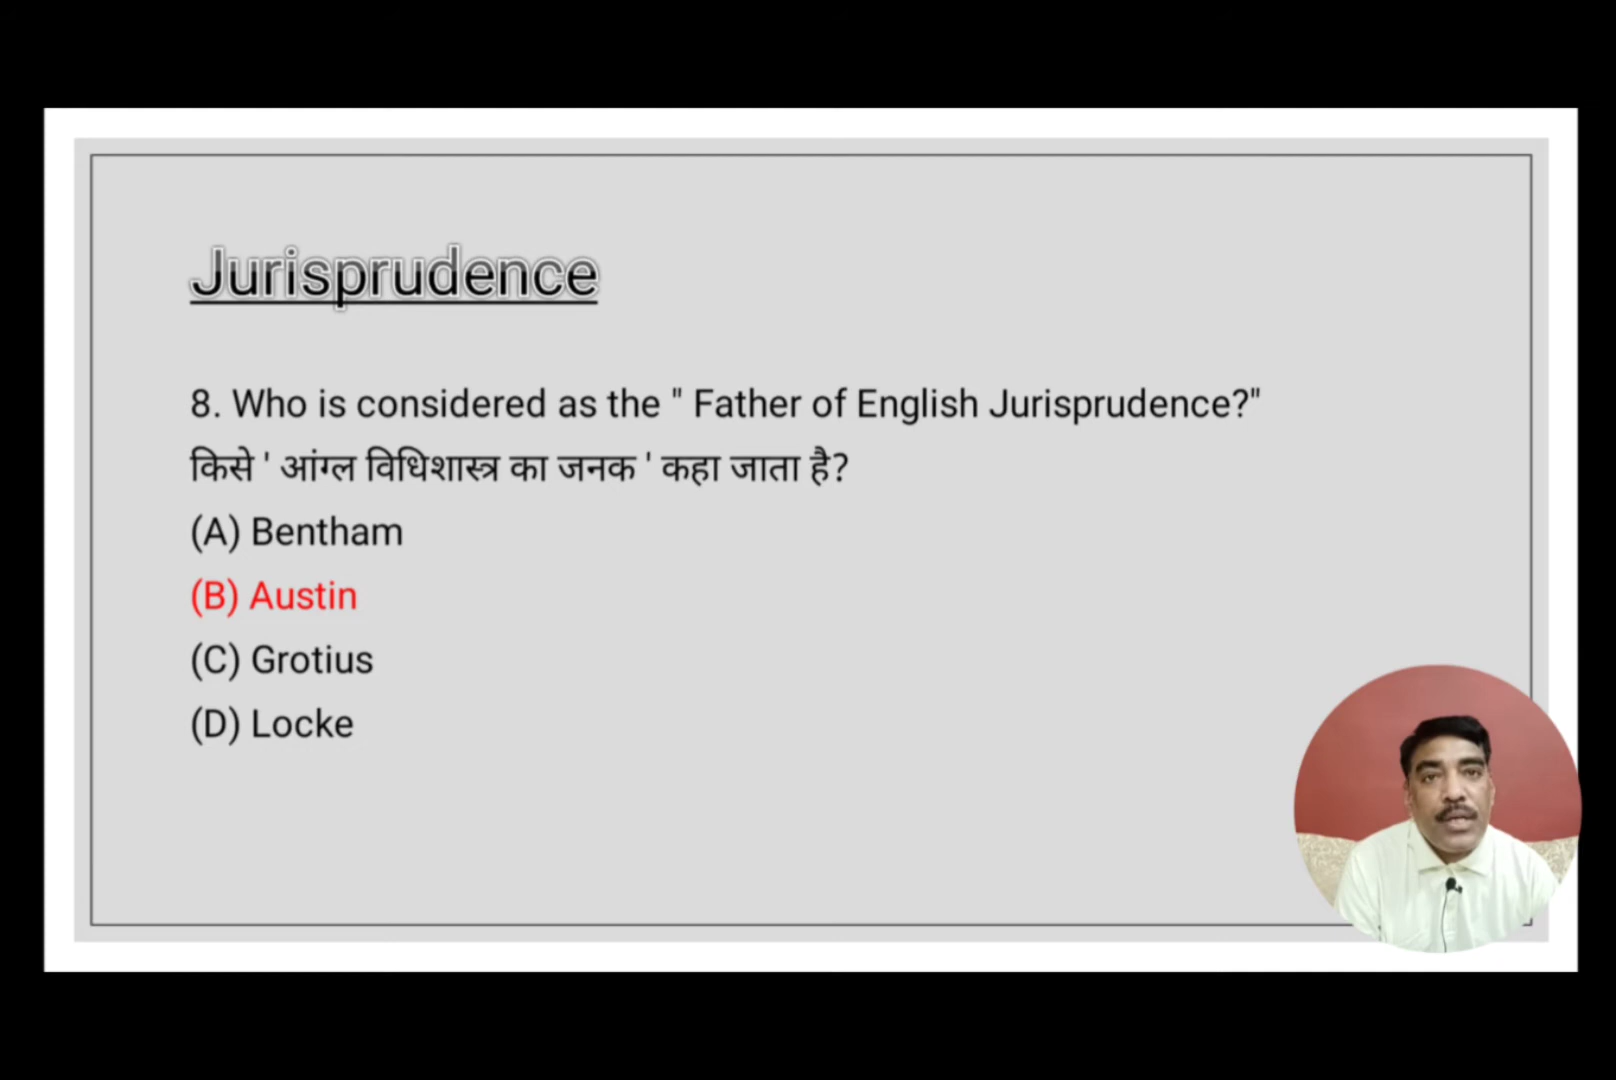 Jurisprudence
8. Who is considered as the " Father of English Jurisprudence?"
किसे ' आंग्ल विधिशास्त्र का जनक ' कहा जाता है?
(A) Bentham
(B) Austin
(C) Grotius
(D) Locke